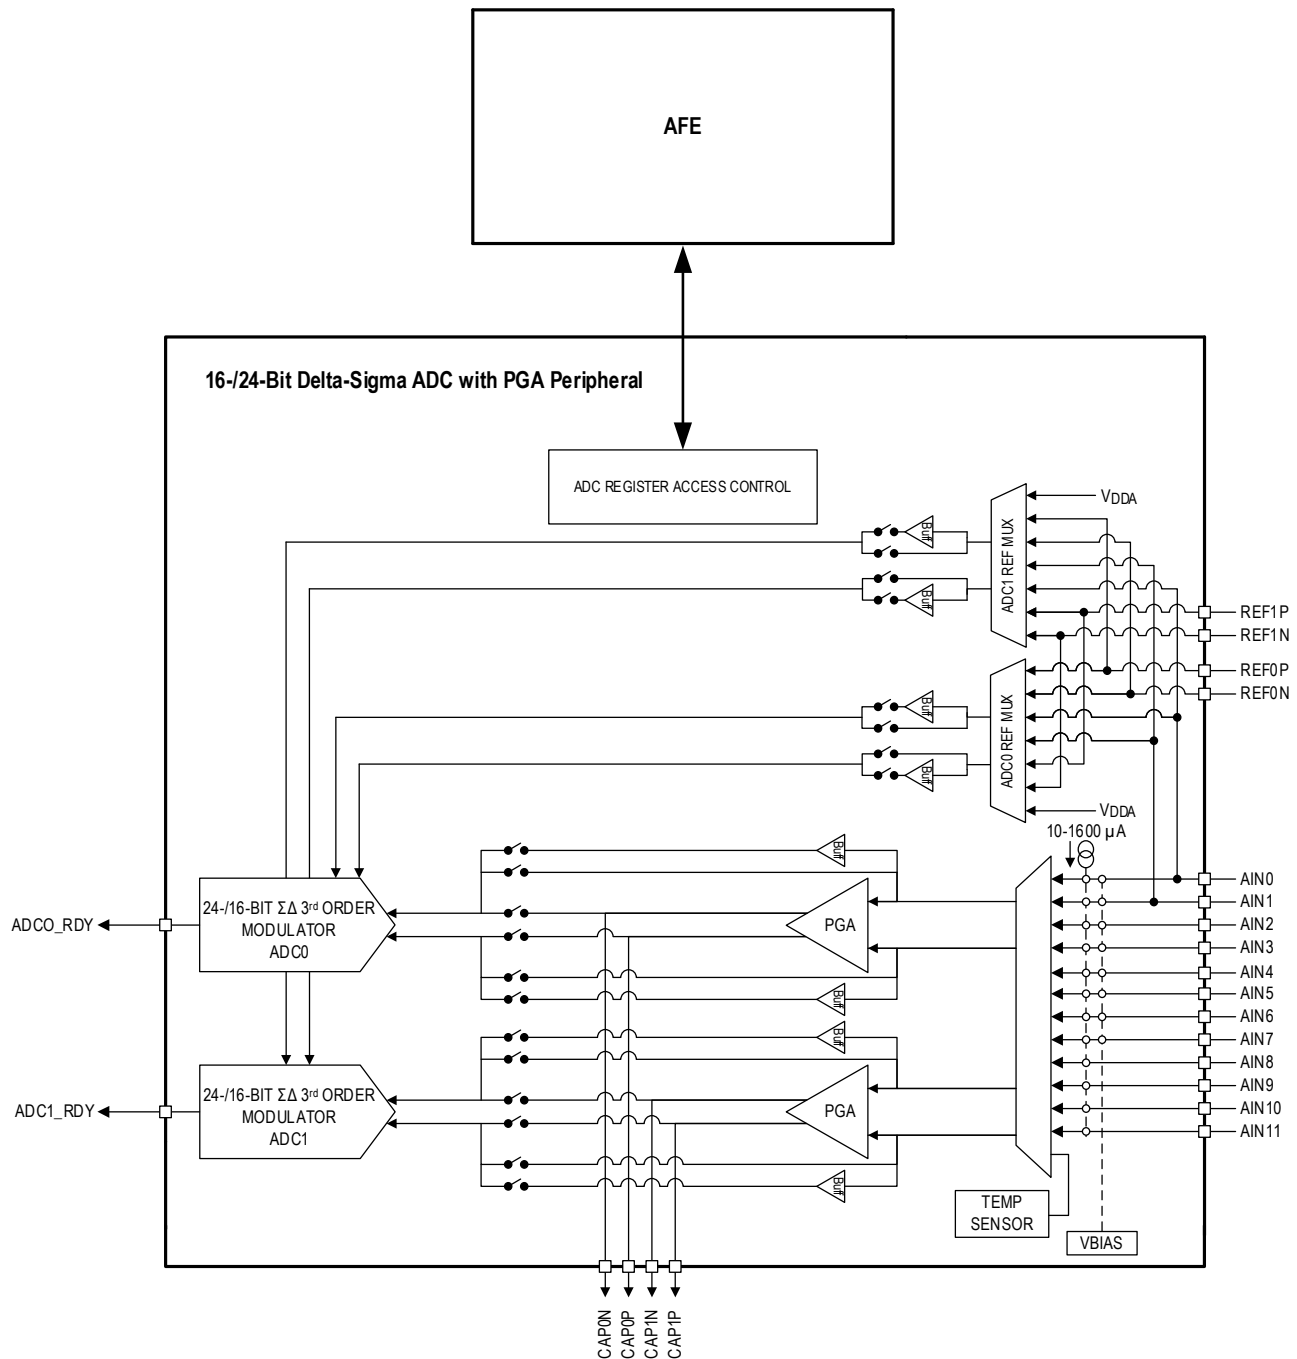 AFE
16-/24-Bit Delta-Sigma ADC with PGA Peripheral
ADC REGISTER ACCESS CONTROL
VDDA
Buff
ADC1 REF MUX
Buff
REF1P
REF1N
REF0P
REF0N
Buff
ADC0 REF MUX
Buff
VDDA
10-1600 µA
Buff
24-/16-BIT ΣΔ 3rd ORDER
MODULATOR
ADC0
PGA
ADC0_RDY
Buff
AIN0
AIN1
AIN2
AIN3
AIN4
AIN5
AIN6
AIN7
AIN8
AIN9
AIN10
AIN11
Buff
24-/16-BIT ΣΔ 3rd ORDER
MODULATOR
ADC1
PGA
ADC1_RDY
Buff
TEMP
SENSOR
VBIAS
CAP0N
CAP0P
CAP1N
CAP1P